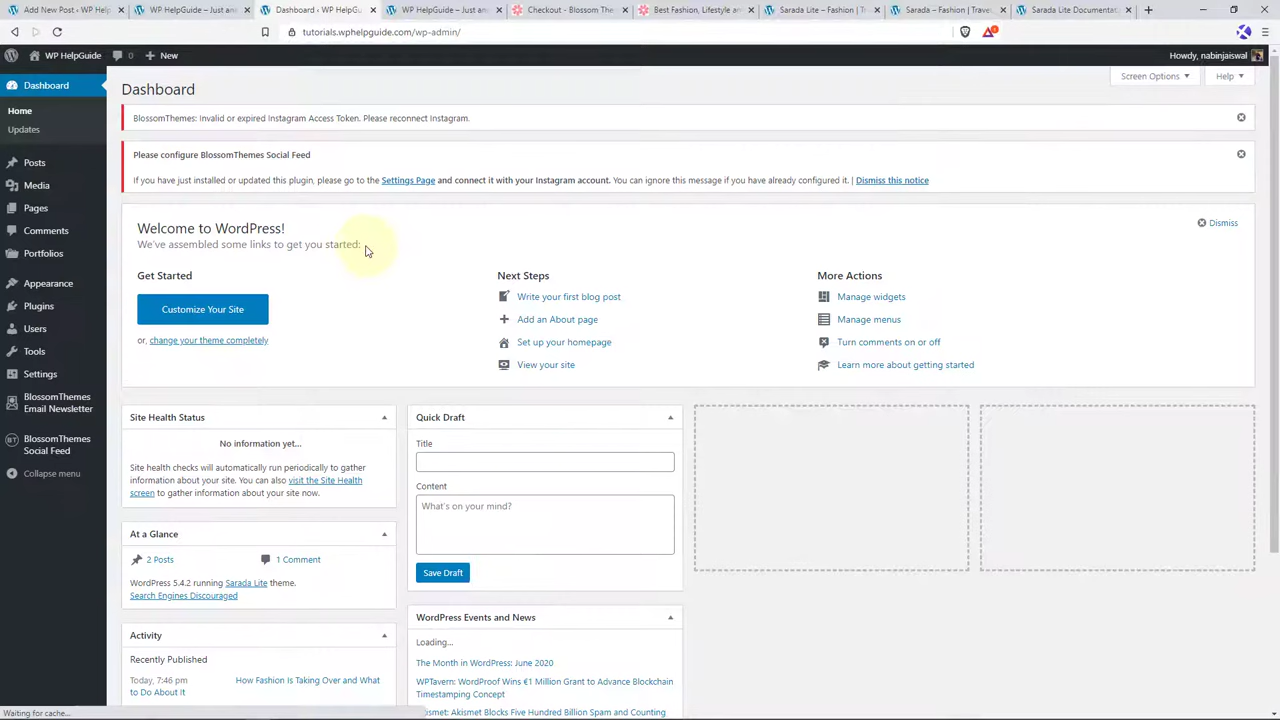 Add New Post ‹ WP Help
WP HelpGuide – Just ano
Dashboard ‹ WP HelpGu
WP HelpGuide – Just ano
Checkout - Blossom The
Best Fashion, Lifestyle an
Sarada Lite – Fashion | Tr
Sarada – Fashion | Travel
Sarada Lite Documentat
tutorials.wphelpguide.com/wp-admin/
WP HelpGuide
0
New
Howdy, nabinjaiswal
Dashboard
Home
Updates
Posts
Media
Pages
Comments
Portfolios
Appearance
Plugins
Users
Tools
Settings
BlossomThemes
Email Newsletter
BlossomThemes
Social Feed
Collapse menu
Screen Options
Help
Dashboard
BlossomThemes: Invalid or expired Instagram Access Token. Please reconnect Instagram.
Please configure BlossomThemes Social Feed
If you have just installed or updated this plugin, please go to the Settings Page and connect it with your Instagram account. You can ignore this message if you have already configured it. | Dismiss this notice
Welcome to WordPress!
Dismiss
We've assembled some links to get you started:
Get Started
Customize Your Site
or, change your theme completely
Next Steps
Write your first blog post
Add an About page
Set up your homepage
View your site
More Actions
Manage widgets
Manage menus
Turn comments on or off
Learn more about getting started
Site Health Status
No information yet...
Site health checks will automatically run periodically to gather
information about your site. You can also visit the Site Health
screen to gather information about your site now.
At a Glance
2 Posts
1 Comment
WordPress 5.4.2 running Sarada Lite theme.
Search Engines Discouraged
Activity
Recently Published
Today, 7:46 pm
How Fashion Is Taking Over and What
to Do About It
Quick Draft
Title
Content
What's on your mind?
Save Draft
WordPress Events and News
Loading...
The Month in WordPress: June 2020
WPTavern: WordProof Wins €1 Million Grant to Advance Blockchain
Timestamping Concept
Akismet: Akismet Blocks Five Hundred Billion Spam and Counting
Waiting for cache...